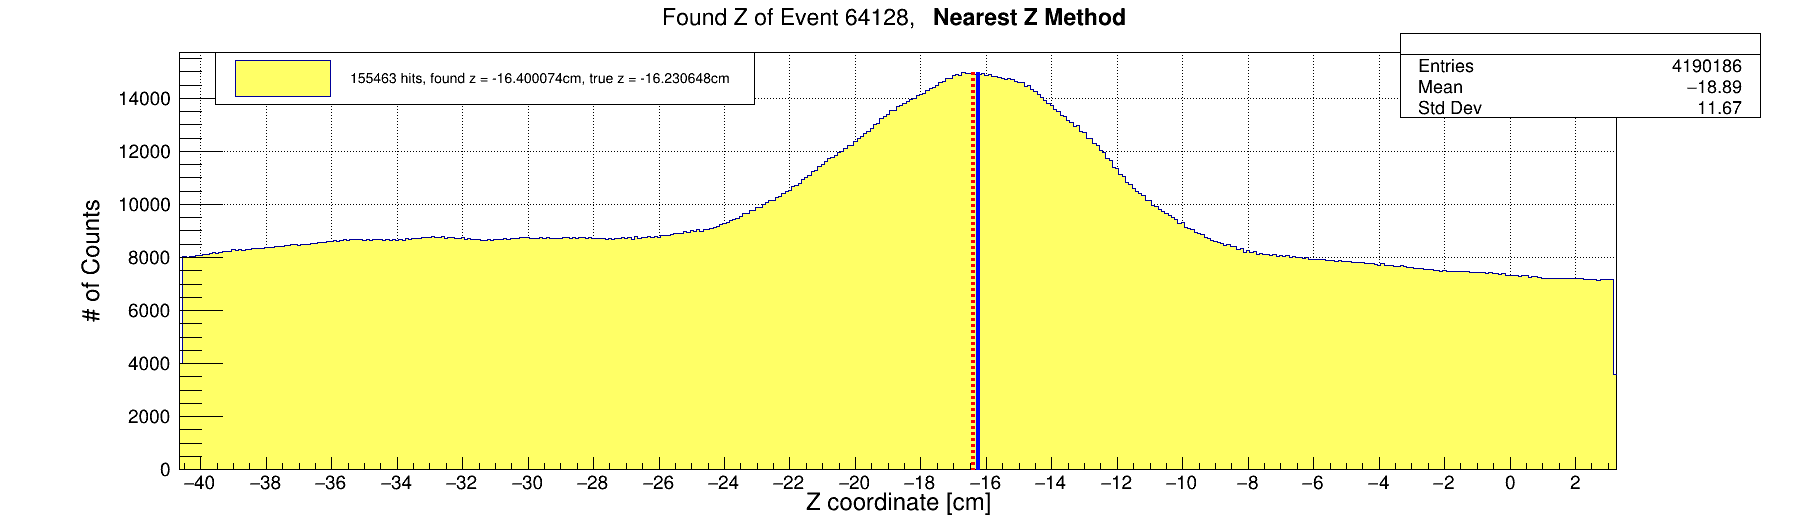 Found Z of Event 64128, Nearest Z Method
155463 hits, found z = -16.400074cm, true z = -16.230648cm
Entries 4190186
Mean −18.89
Std Dev 11.67
# of Counts
14000
12000
10000
8000
6000
4000
2000
0
−40 −38 −36 −34 −32 −30 −28 −26 −24 −22 −20 −18 −16 −14 −12 −10 −8 −6 −4 −2 0 2
Z coordinate [cm]